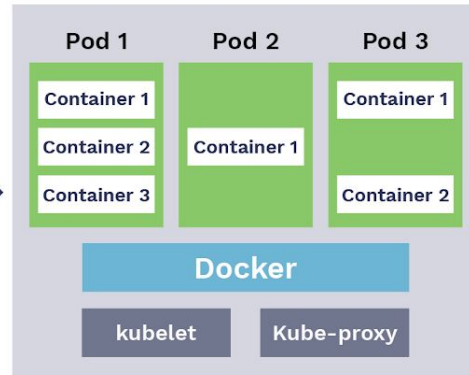 Pod 1
Pod 2
Pod 3
Container 1
Container 2
Container 3
Container 1
Container 1
Container 2
Docker
kubelet
Kube-proxy